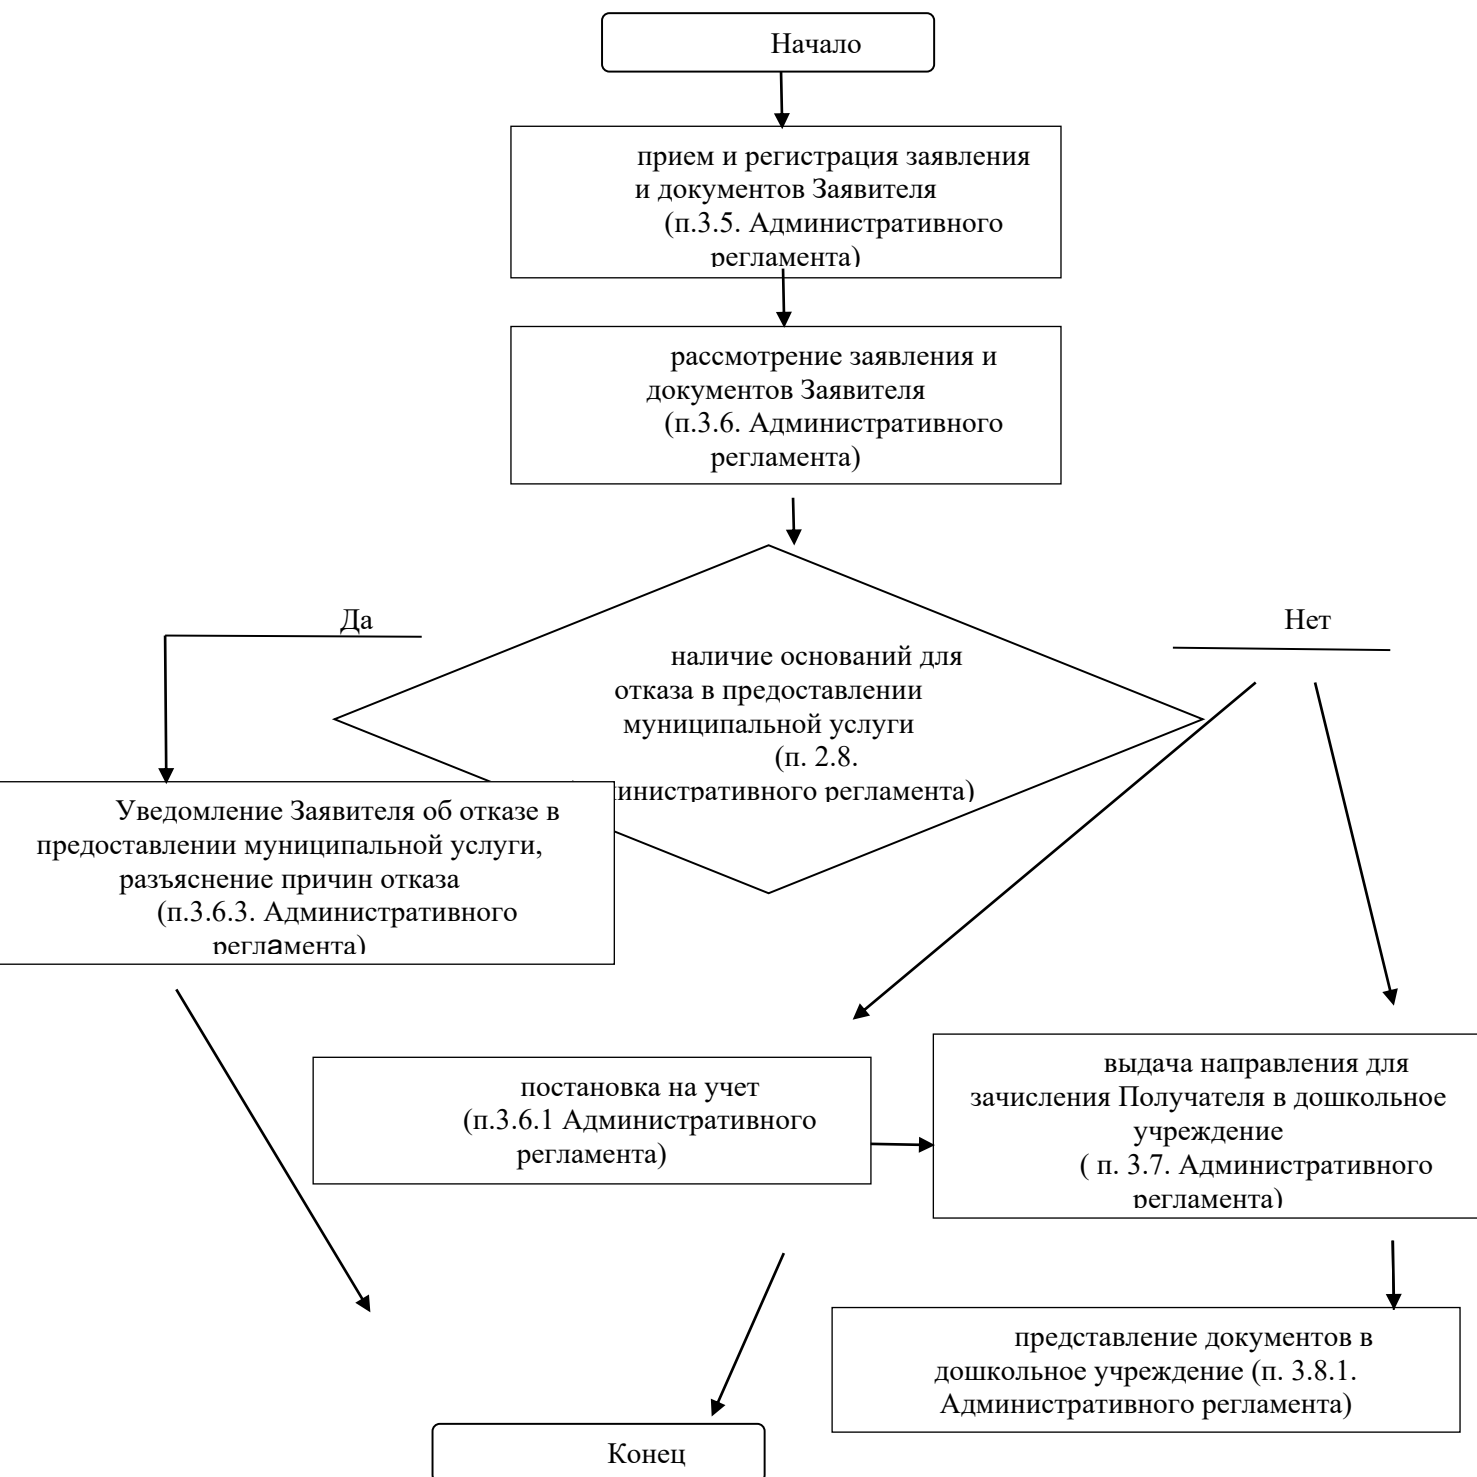 Начало
прием и регистрация заявления
и документов Заявителя
(п.3.5. Административного
регламента)
рассмотрение заявления и
документов Заявителя
(п.3.6. Административного
регламента)
Да
Нет
наличие оснований для
отказа в предоставлении
муниципальной услуги
(п. 2.8.
регламента)
Уведомление Заявителя об отказе в
предоставлении муниципальной услуги,
разъяснение причин отказа
(п.3.6.3. Административного
регламента)
постановка на учет
(п.3.6.1 Административного
регламента)
выдача направления для
зачисления Получателя в дошкольное
учреждение
( п. 3.7. Административного
регламента)
представление документов в
дошкольное учреждение (п. 3.8.1.
Административного регламента)
Конец